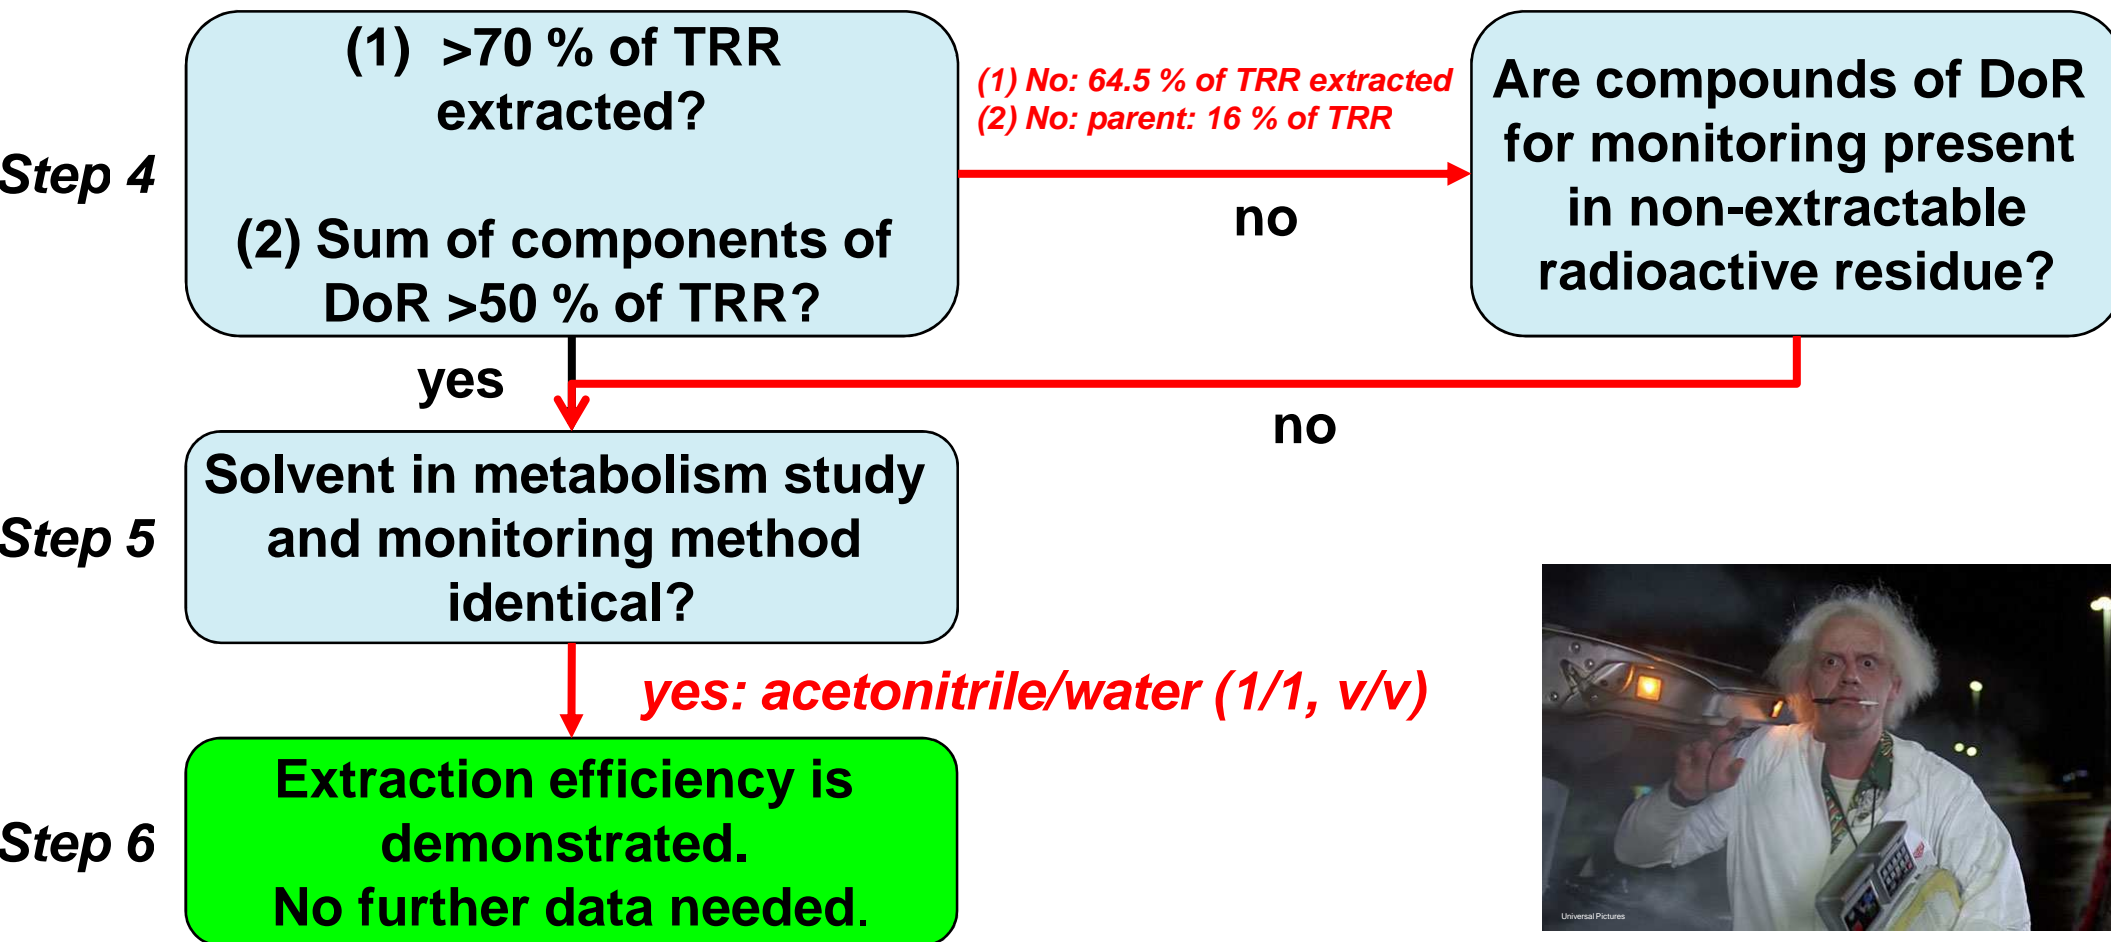 Step 4
(1) >70 % of TRR
extracted?
(2) Sum of components of
DoR >50 % of TRR?
(1) No: 64.5 % of TRR extracted
(2) No: parent: 16 % of TRR
no
Are compounds of DoR
for monitoring present
in non-extractable
radioactive residue?
yes
no
Step 5
Solvent in metabolism study
and monitoring method
identical?
yes: acetonitrile/water (1/1, v/v)
Step 6
Extraction efficiency is
demonstrated.
No further data needed.
Universal Pictures